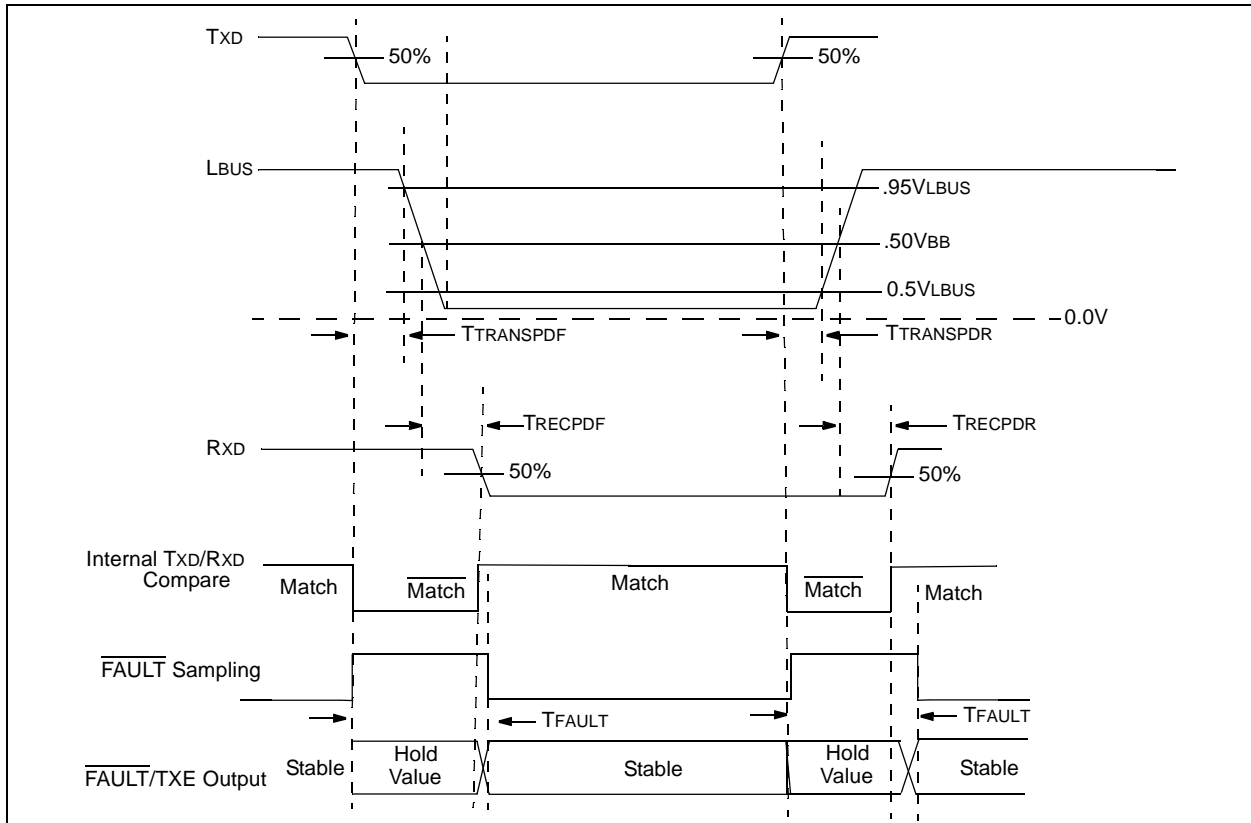 TXD
50%
50%
LBUS
.95VLBUS
.50VBB
0.5VLBUS
0.0V
TTRANSPDF
TTRANSPDR
TRECPDF
TRECPDR
RXD
50%
50%
Internal TXD/RXD
Compare
Match
Match
Match
Match
Match
FAULT Sampling
TFAULT
TFAULT
FAULT/TXE Output
Stable
Hold
Value
Stable
Hold
Value
Stable